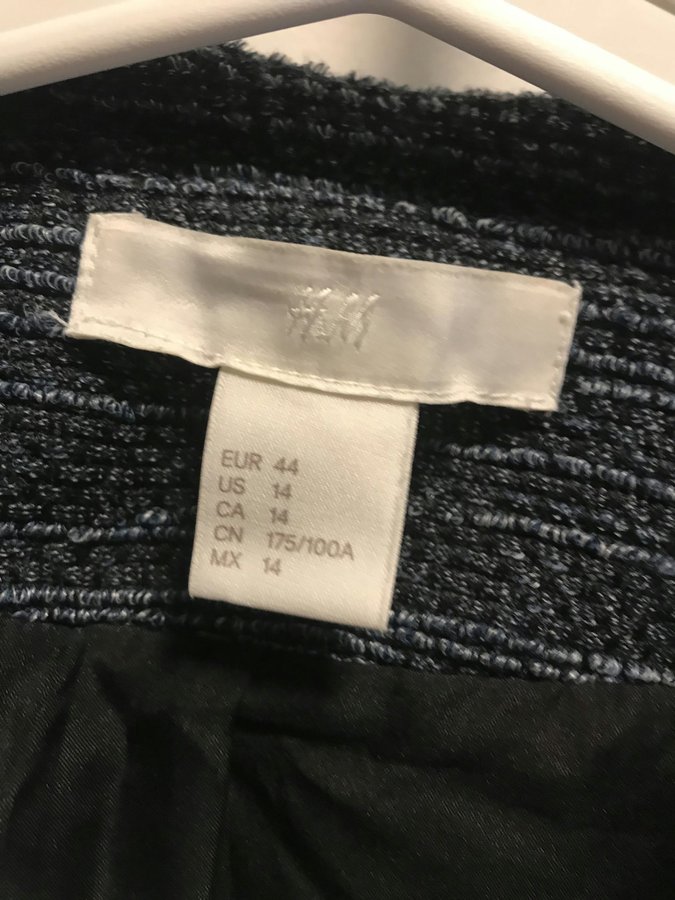 H&M
EUR 44
US 14
CA 14
CN 175/100A
MX 14